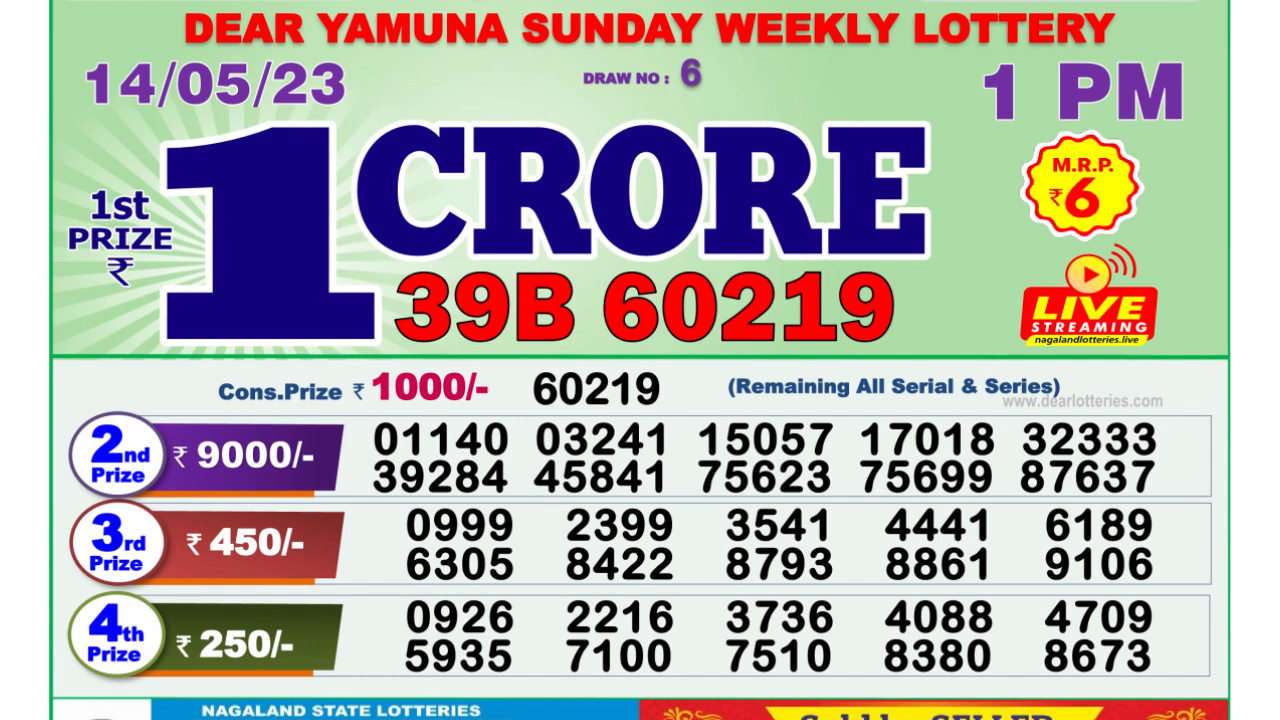 DEAR YAMUNA SUNDAY WEEKLY LOTTERY
14/05/23
DRAW NO : 6
1 PM
1st
PRIZE
₹
1 CRORE
M.R.P.
₹6
39B 60219
LIVE
STREAMING
nagalandlotteries.live
Cons.Prize ₹ 1000/- 60219 (Remaining All Serial & Series)
www.dearlotteries.com
2nd Prize ₹ 9000/-
01140 03241 15057 17018 32333
39284 45841 75623 75699 87637
3rd Prize ₹ 450/-
0999 2399 3541 4441 6189
6305 8422 8793 8861 9106
4th Prize ₹ 250/-
0926 2216 3736 4088 4709
5935 7100 7510 8380 8673
NAGALAND STATE LOTTERIES
SELLER